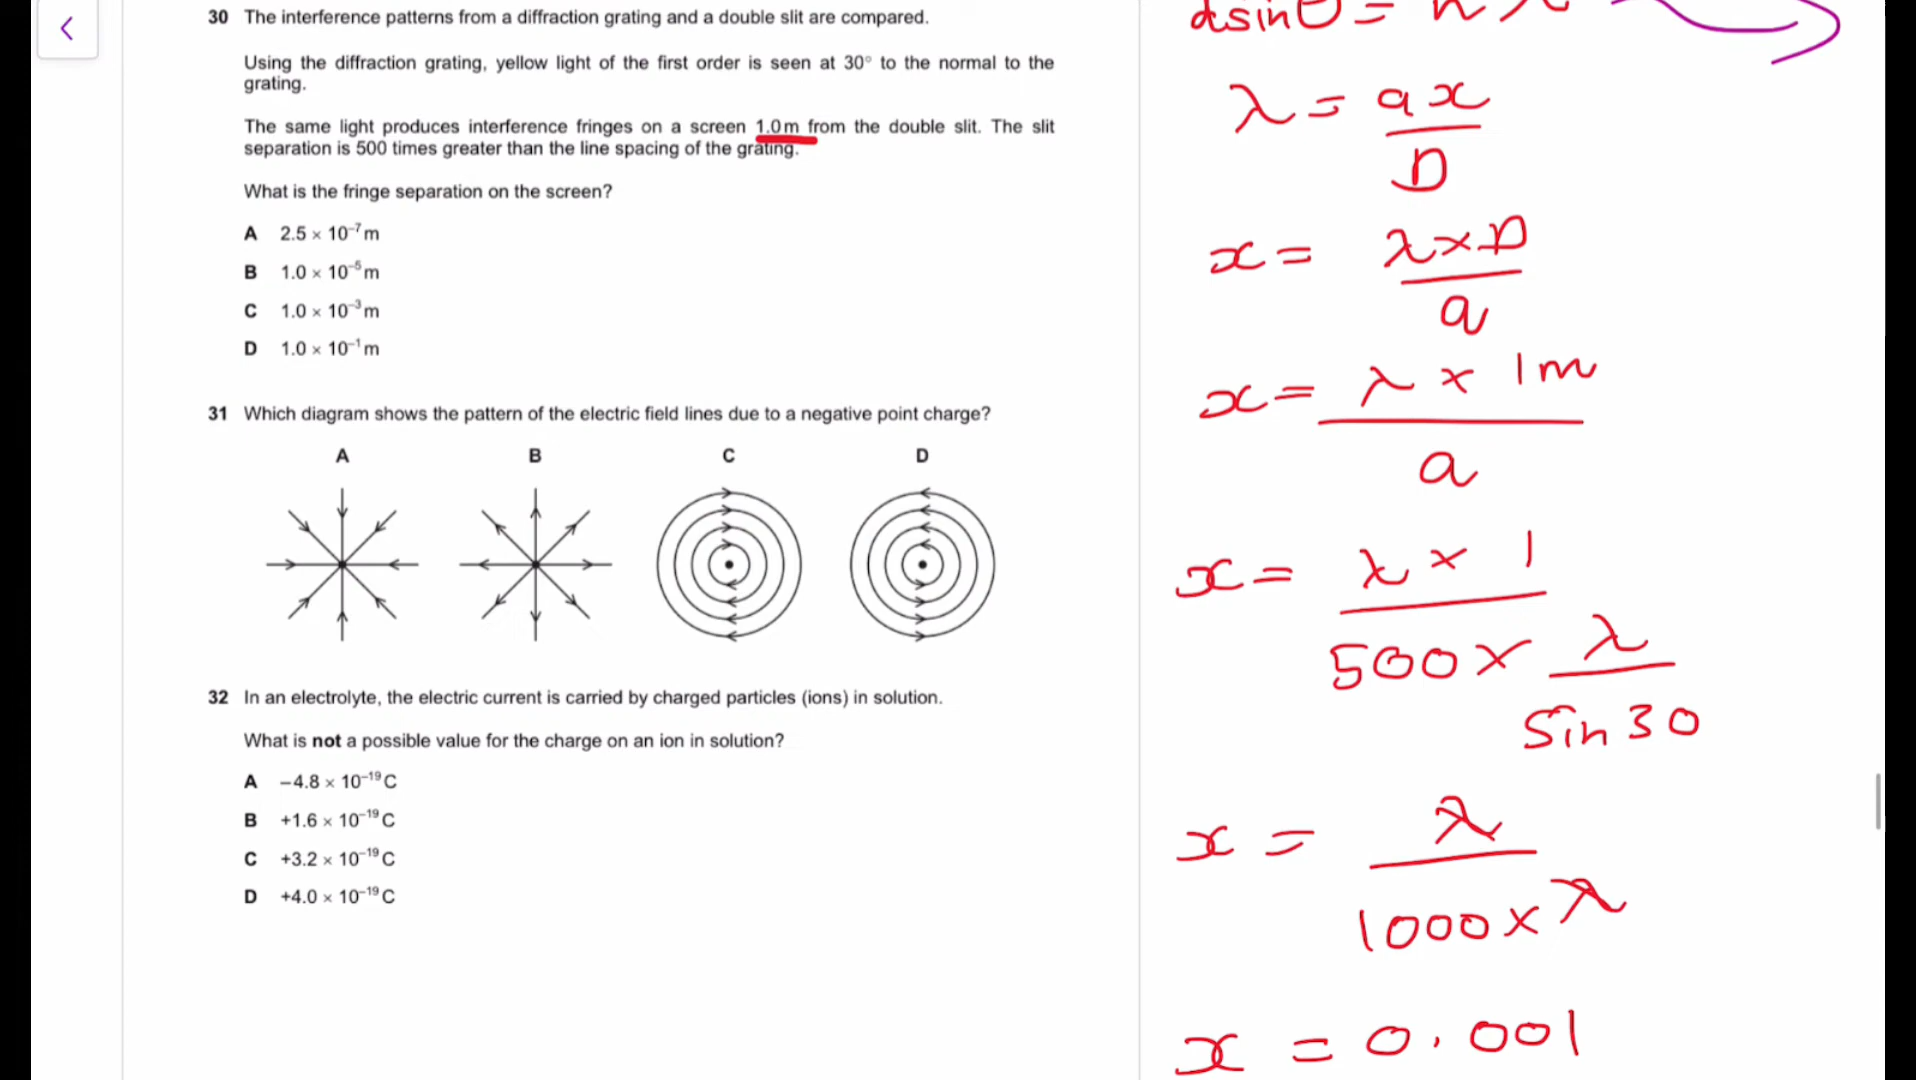 30 The interference patterns from a diffraction grating and a double slit are compared.
Using the diffraction grating, yellow light of the first order is seen at 30° to the normal to the
grating.
The same light produces interference fringes on a screen 1.0 m from the double slit. The slit
separation is 500 times greater than the line spacing of the grating.
What is the fringe separation on the screen?
A 2.5 × 10⁻⁷ m
B 1.0 × 10⁻⁵ m
C 1.0 × 10⁻³ m
D 1.0 × 10⁻¹ m
31 Which diagram shows the pattern of the electric field lines due to a negative point charge?
A B C D
32 In an electrolyte, the electric current is carried by charged particles (ions) in solution.
What is not a possible value for the charge on an ion in solution?
A −4.8 × 10⁻¹⁹ C
B +1.6 × 10⁻¹⁹ C
C +3.2 × 10⁻¹⁹ C
D +4.0 × 10⁻¹⁹ C
dsinθ = nλ
λ = ax
D
x = λ×D
a
x = λ × 1m
a
x = λ × 1
500 × λ
sin30
x = λ
1000 × λ
x = 0.001